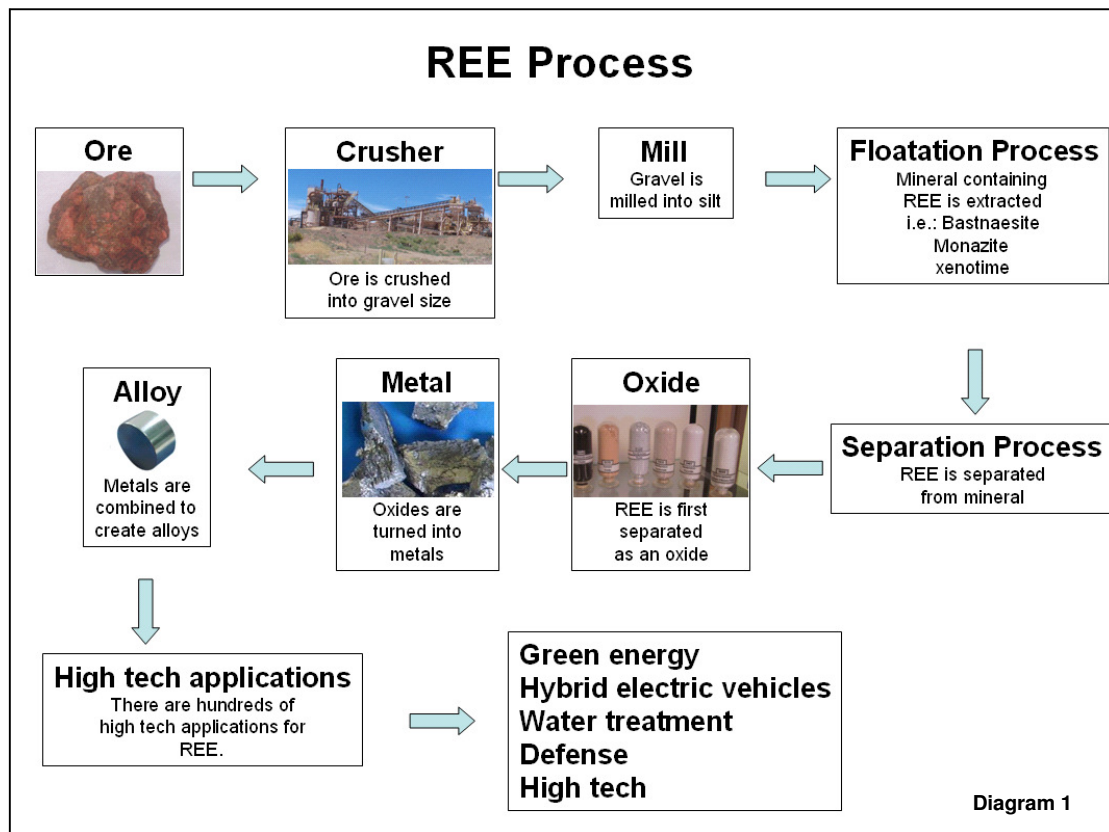 REE Process
Ore
Crusher
Ore is crushed
into gravel size
Mill
Gravel is
milled into silt
Floatation Process
Mineral containing
REE is extracted
i.e.: Bastnaesite
Monazite
xenotime
Separation Process
REE is separated
from mineral
Oxide
REE is first
separated
as an oxide
Metal
Oxides are
turned into
metals
Alloy
Metals are
combined to
create alloys
High tech applications
There are hundreds of
high tech applications for
REE.
Green energy
Hybrid electric vehicles
Water treatment
Defense
High tech
Diagram 1